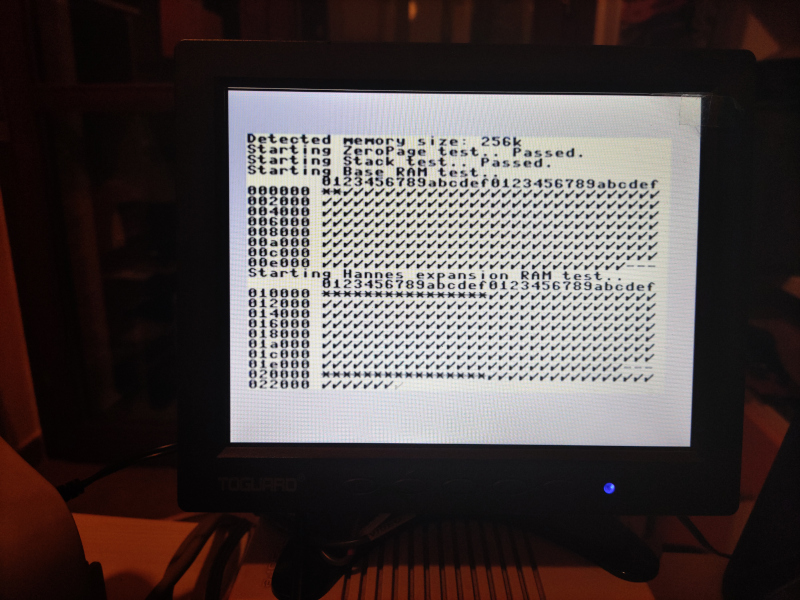 Detected memory size: 256k
Starting ZeroPage test.. Passed.
Starting Stack test.. Passed.
Starting Base RAM test..
0123456789abcdef0123456789abcdef
000000 **✓✓✓✓✓✓✓✓✓✓✓✓✓✓✓✓✓✓✓✓✓✓✓✓✓✓✓✓✓✓
002000 ✓✓✓✓✓✓✓✓✓✓✓✓✓✓✓✓✓✓✓✓✓✓✓✓✓✓✓✓✓✓✓✓
004000 ✓✓✓✓✓✓✓✓✓✓✓✓✓✓✓✓✓✓✓✓✓✓✓✓✓✓✓✓✓✓✓✓
006000 ✓✓✓✓✓✓✓✓✓✓✓✓✓✓✓✓✓✓✓✓✓✓✓✓✓✓✓✓✓✓✓✓
008000 ✓✓✓✓✓✓✓✓✓✓✓✓✓✓✓✓✓✓✓✓✓✓✓✓✓✓✓✓✓✓✓✓
00a000 ✓✓✓✓✓✓✓✓✓✓✓✓✓✓✓✓✓✓✓✓✓✓✓✓✓✓✓✓✓✓✓✓
00c000 ✓✓✓✓✓✓✓✓✓✓✓✓✓✓✓✓✓✓✓✓✓✓✓✓✓✓✓✓✓✓✓✓
00e000 ✓✓✓✓✓✓✓✓✓✓✓✓✓✓✓✓✓✓✓✓✓✓✓✓✓✓✓✓✓---
Starting Hannes expansion RAM test..
0123456789abcdef0123456789abcdef
010000 ****************✓✓✓✓✓✓✓✓✓✓✓✓✓✓✓✓
012000 ✓✓✓✓✓✓✓✓✓✓✓✓✓✓✓✓✓✓✓✓✓✓✓✓✓✓✓✓✓✓✓✓
014000 ✓✓✓✓✓✓✓✓✓✓✓✓✓✓✓✓✓✓✓✓✓✓✓✓✓✓✓✓✓✓✓✓
016000 ✓✓✓✓✓✓✓✓✓✓✓✓✓✓✓✓✓✓✓✓✓✓✓✓✓✓✓✓✓✓✓✓
018000 ✓✓✓✓✓✓✓✓✓✓✓✓✓✓✓✓✓✓✓✓✓✓✓✓✓✓✓✓✓✓✓✓
01a000 ✓✓✓✓✓✓✓✓✓✓✓✓✓✓✓✓✓✓✓✓✓✓✓✓✓✓✓✓✓✓✓✓
01c000 ✓✓✓✓✓✓✓✓✓✓✓✓✓✓✓✓✓✓✓✓✓✓✓✓✓✓✓✓✓✓✓✓
01e000 ✓✓✓✓✓✓✓✓✓✓✓✓✓✓✓✓✓✓✓✓✓✓✓✓✓✓✓✓✓---
020000 ****************✓✓✓✓✓✓✓✓✓✓✓✓✓✓✓✓
022000 ✓✓✓✓✓✓✓✓
TOGUARD